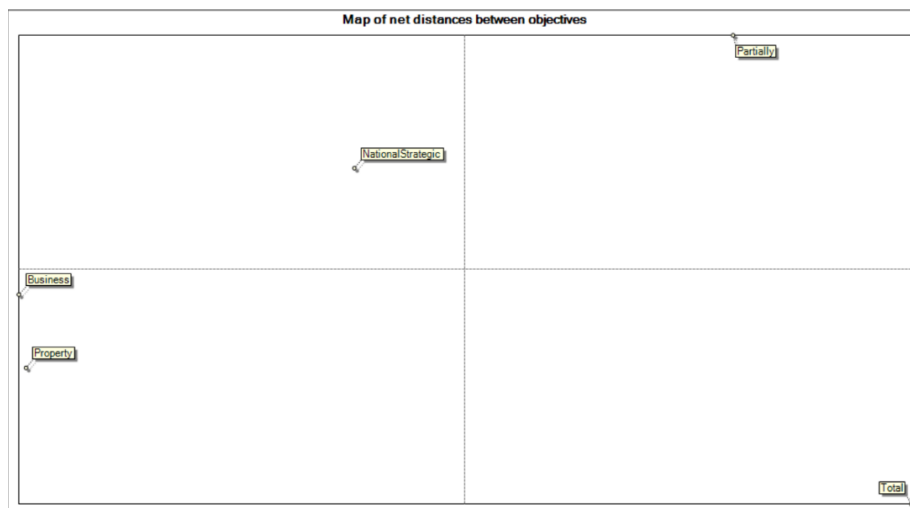 Map of net distances between objectives
Partially
NationalStrategic
Business
Property
Total